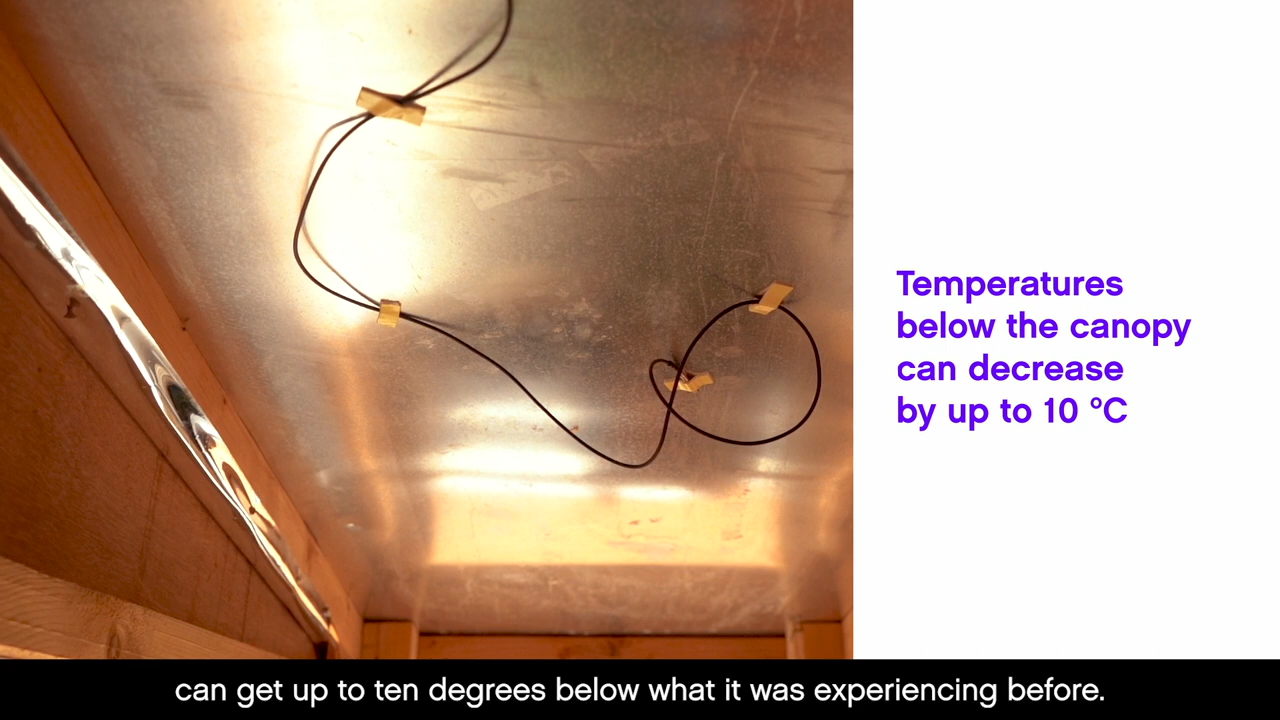 Temperatures
below the canopy
can decrease
by up to 10 °C
can get up to ten degrees below what it was experiencing before.